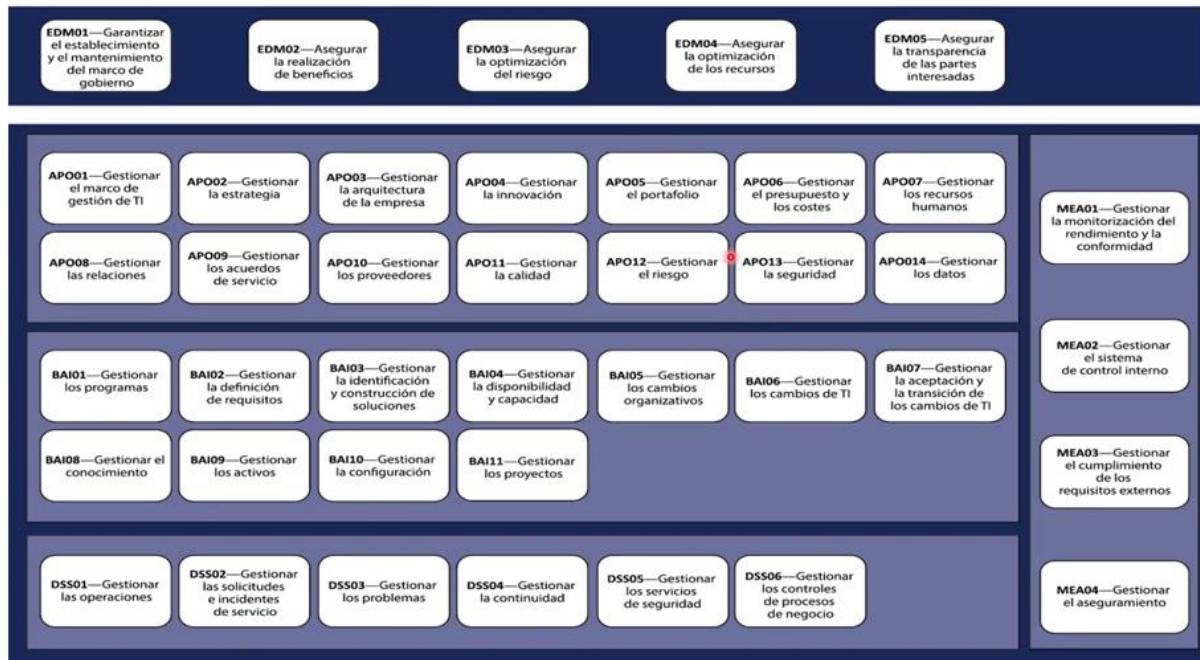 EDM01—Garantizar
el establecimiento
y el mantenimiento
del marco de
gobierno
EDM02—Asegurar
la realización
de beneficios
EDM03—Asegurar
la optimización
del riesgo
EDM04—Asegurar
la optimización
de los recursos
EDM05—Asegurar
la transparencia
de las partes
interesadas
APO01—Gestionar
el marco de
gestión de TI
APO02—Gestionar
la estrategia
APO03—Gestionar
la arquitectura
de la empresa
APO04—Gestionar
la innovación
APO05—Gestionar
el portafolio
APO06—Gestionar
el presupuesto y
los costes
APO07—Gestionar
los recursos
humanos
APO08—Gestionar
las relaciones
APO09—Gestionar
los acuerdos
de servicio
APO10—Gestionar
los proveedores
APO11—Gestionar
la calidad
APO12—Gestionar
el riesgo
APO13—Gestionar
la seguridad
APO014—Gestionar
los datos
BAI01—Gestionar
los programas
BAI02—Gestionar
la definición
de requisitos
BAI03—Gestionar
la identificación
y construcción de
soluciones
BAI04—Gestionar
la disponibilidad
y capacidad
BAI05—Gestionar
los cambios
organizativos
BAI06—Gestionar
los cambios de TI
BAI07—Gestionar
la aceptación y
la transición de
los cambios de TI
BAI08—Gestionar el
conocimiento
BAI09—Gestionar
los activos
BAI10—Gestionar
la configuración
BAI11—Gestionar
los proyectos
DSS01—Gestionar
las operaciones
DSS02—Gestionar
las solicitudes
e incidentes
de servicio
DSS03—Gestionar
los problemas
DSS04—Gestionar
la continuidad
DSS05—Gestionar
los servicios
de seguridad
DSS06—Gestionar
los controles
de procesos
de negocio
MEA01—Gestionar
la monitorización del
rendimiento y la
conformidad
MEA02—Gestionar
el sistema
de control interno
MEA03—Gestionar
el cumplimiento
de los
requisitos externos
MEA04—Gestionar
el aseguramiento